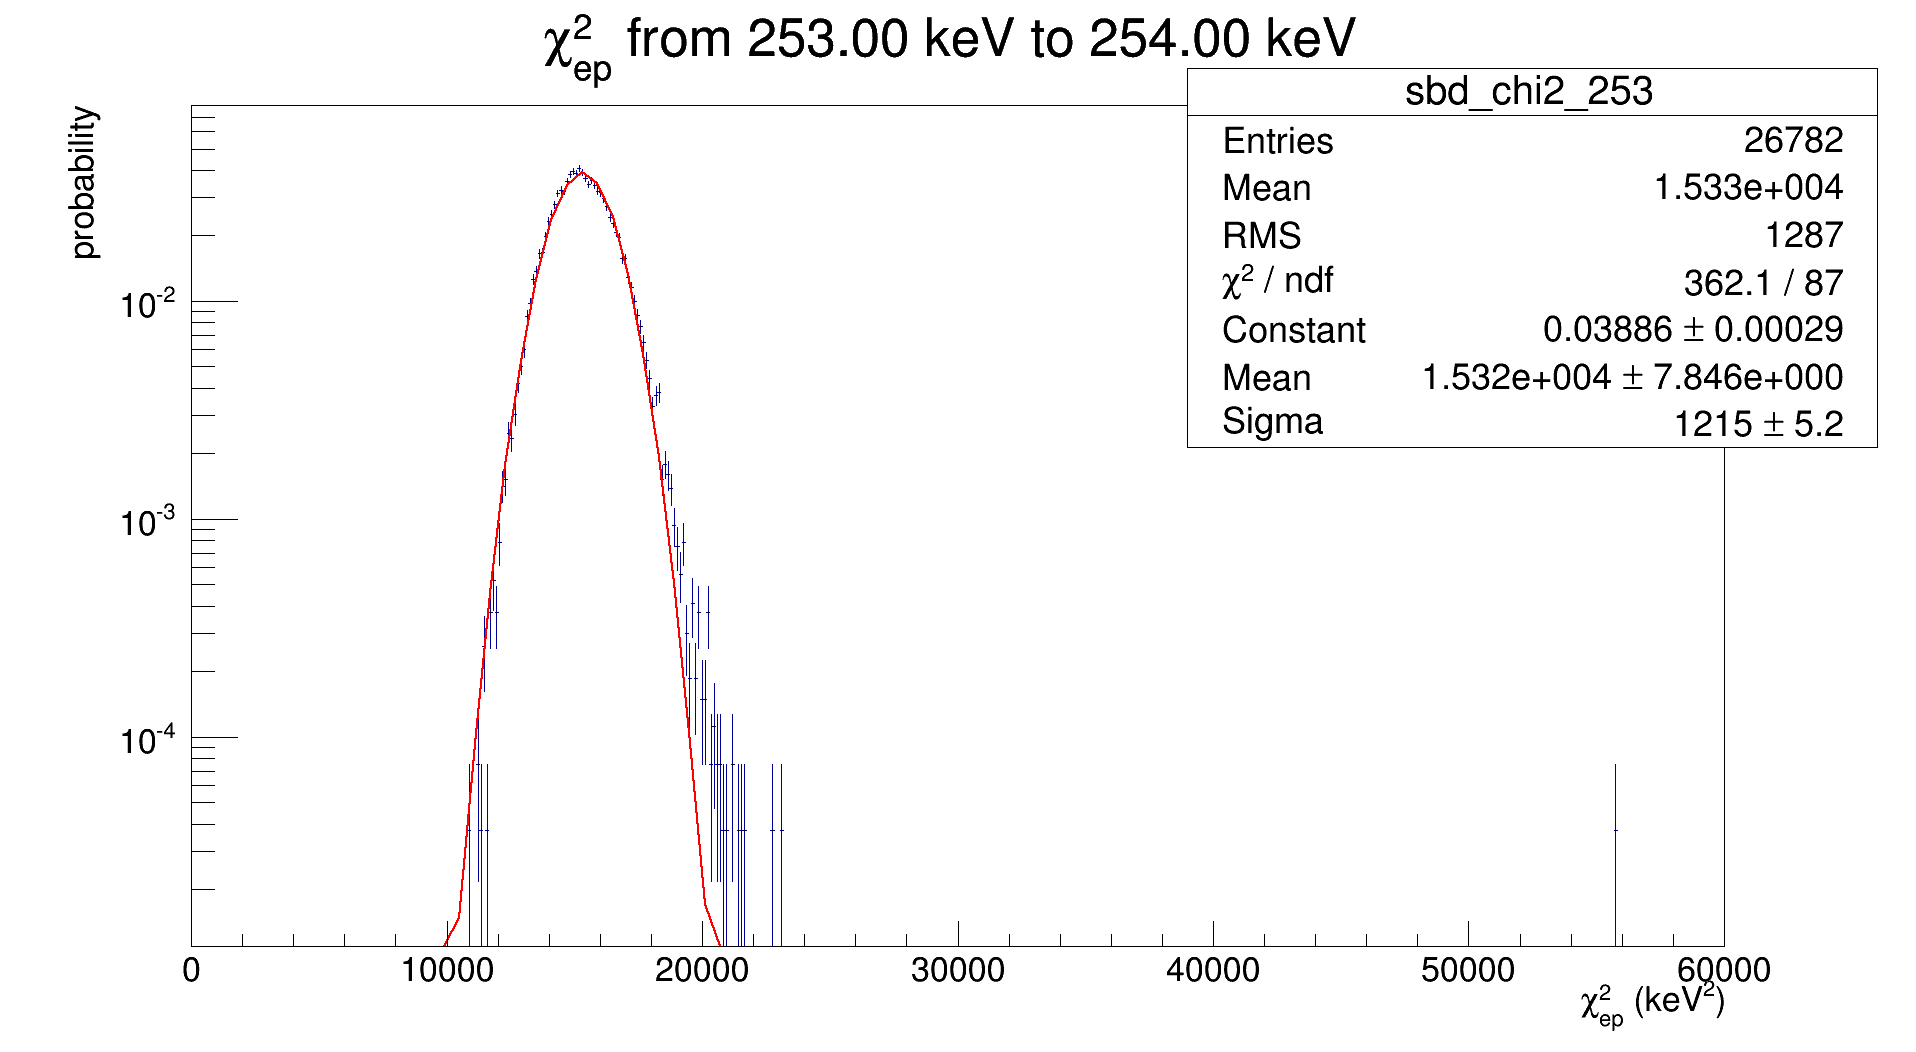 χ²ep from 253.00 keV to 254.00 keV
probability
sbd_chi2_253
Entries 26782
Mean 1.533e+004
RMS 1287
χ² / ndf 362.1 / 87
Constant 0.03886 ± 0.00029
Mean 1.532e+004 ± 7.846e+000
Sigma 1215 ± 5.2
10⁻²
10⁻³
10⁻⁴
0 10000 20000 30000 40000 50000 60000
χ²ep (keV²)